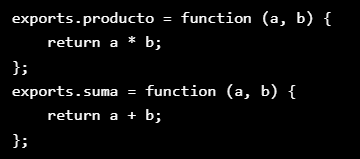 exports.producto = function (a, b) {
    return a * b;
};
exports.suma = function (a, b) {
    return a + b;
};